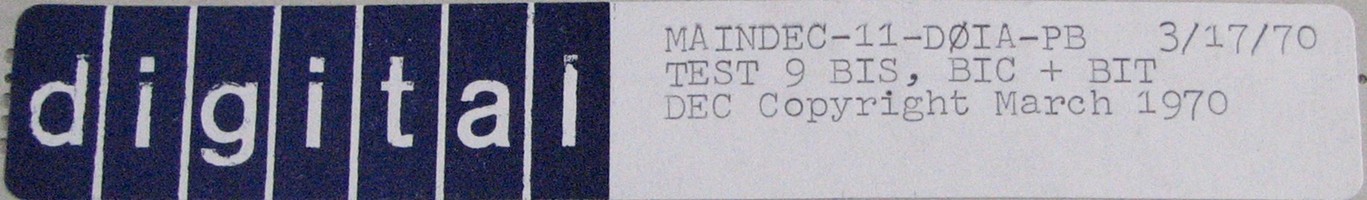 digital
MAINDEC-11-DØIA-PB 3/17/70
TEST 9 BIS, BIC + BIT
DEC Copyright March 1970